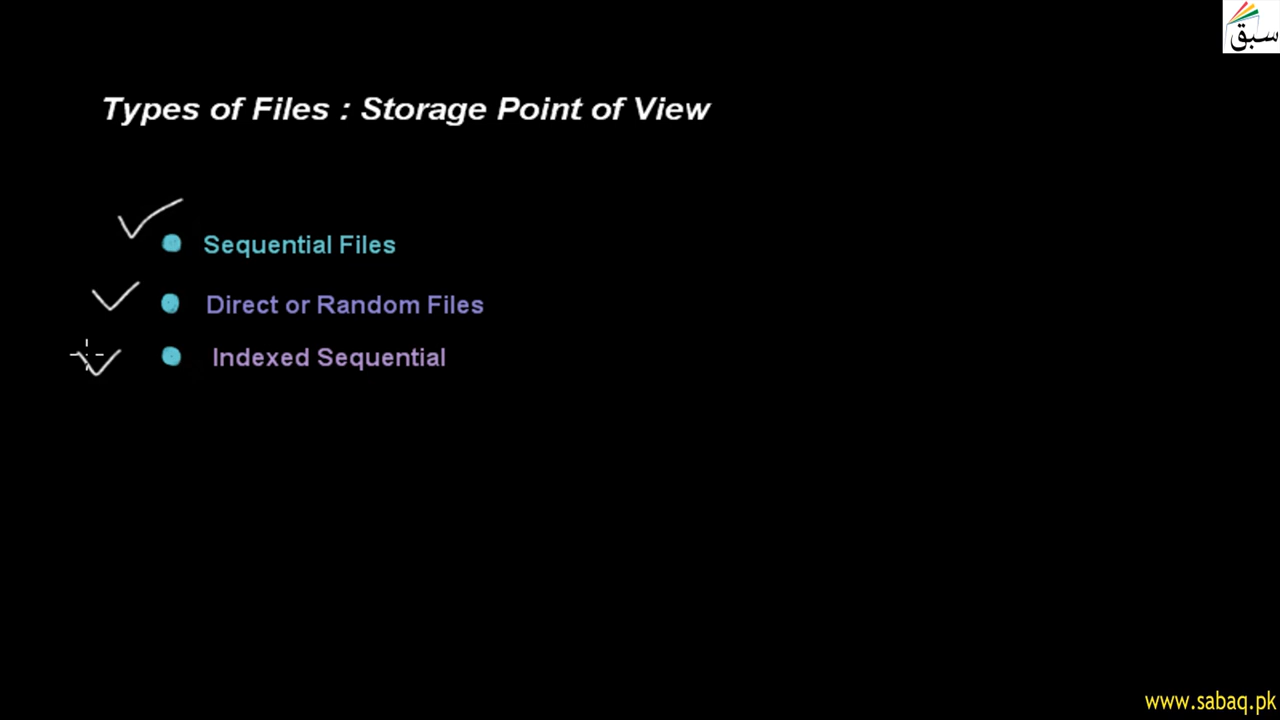 سبق
Types of Files : Storage Point of View
Sequential Files
Direct or Random Files
Indexed Sequential
www.sabaq.pk